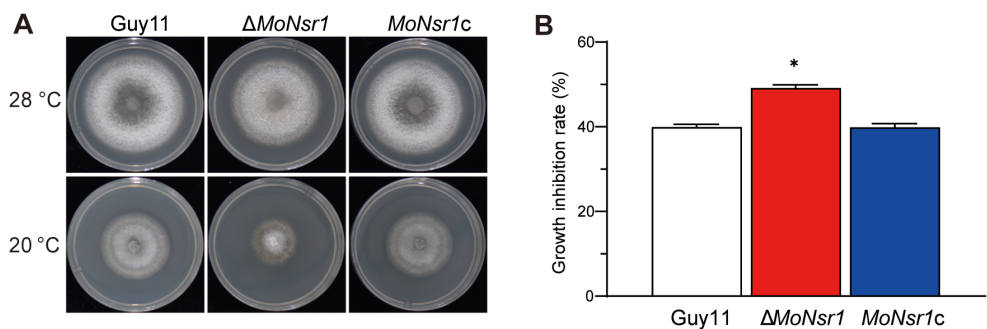 A
Guy11 ΔMoNsr1 MoNsr1c
28 °C
20 °C
B
Growth inhibition rate (%)
60
40
20
0
*
Guy11 ΔMoNsr1 MoNsr1c